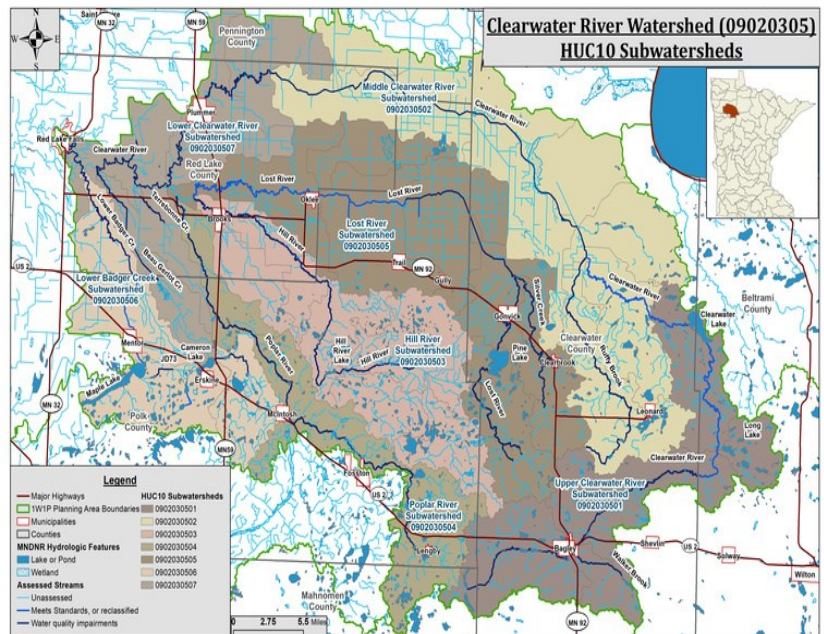 Clearwater River Watershed (09020305)
HUC10 Subwatersheds
N
W
E
S
MN 32
MN 59
Pennington
County
Middle Clearwater River
Subwatershed
0902030502
Clearwater River
Plummer
Lower Clearwater River
Subwatershed
0902030507
Red Lake Falls
Clearwater River
Red Lake
County
Lost River
Lost River
Oklee
Terrebonne Cr.
Lower Badger Cr.
Beau Gerlot Cr.
Brooks
Hill River
Lost River
Subwatershed
0902030505
Trail
MN 92
Gully
Silver Creek
Clearwater River
Clearwater
Lake
Beltrami
County
US 2
Lower Badger Creek
Subwatershed
0902030506
Gonvick
Clearwater
County
Ruffy Brook
Mentor
JD73
Cameron
Lake
Poplar River
Hill
River
Lake
Hill River
Hill River
Subwatershed
0902030503
Pine
Lake
Clearbrook
Maple Lake
Erskine
Lost River
Leonard
MN 32
Polk
County
McIntosh
Long
Lake
MN59
Clearwater River
Fosston
US 2
Upper Clearwater River
Subwatershed
0902030501
Poplar River
Subwatershed
0902030504
Lengby
Bagley
Shevlin
US 2
Solway
Wilton
Walker Brook
Mahnomen
County
MN 92
Legend
Major Highways
1W1P Planning Area Boundaries
Municipalities
Counties
MNDNR Hydrologic Features
Lake or Pond
Wetland
Assessed Streams
Unassessed
Meets Standards, or reclassified
Water quality impairments
HUC10 Subwatersheds
0902030501
0902030502
0902030503
0902030504
0902030505
0902030506
0902030507
0 2.75 5.5 Miles